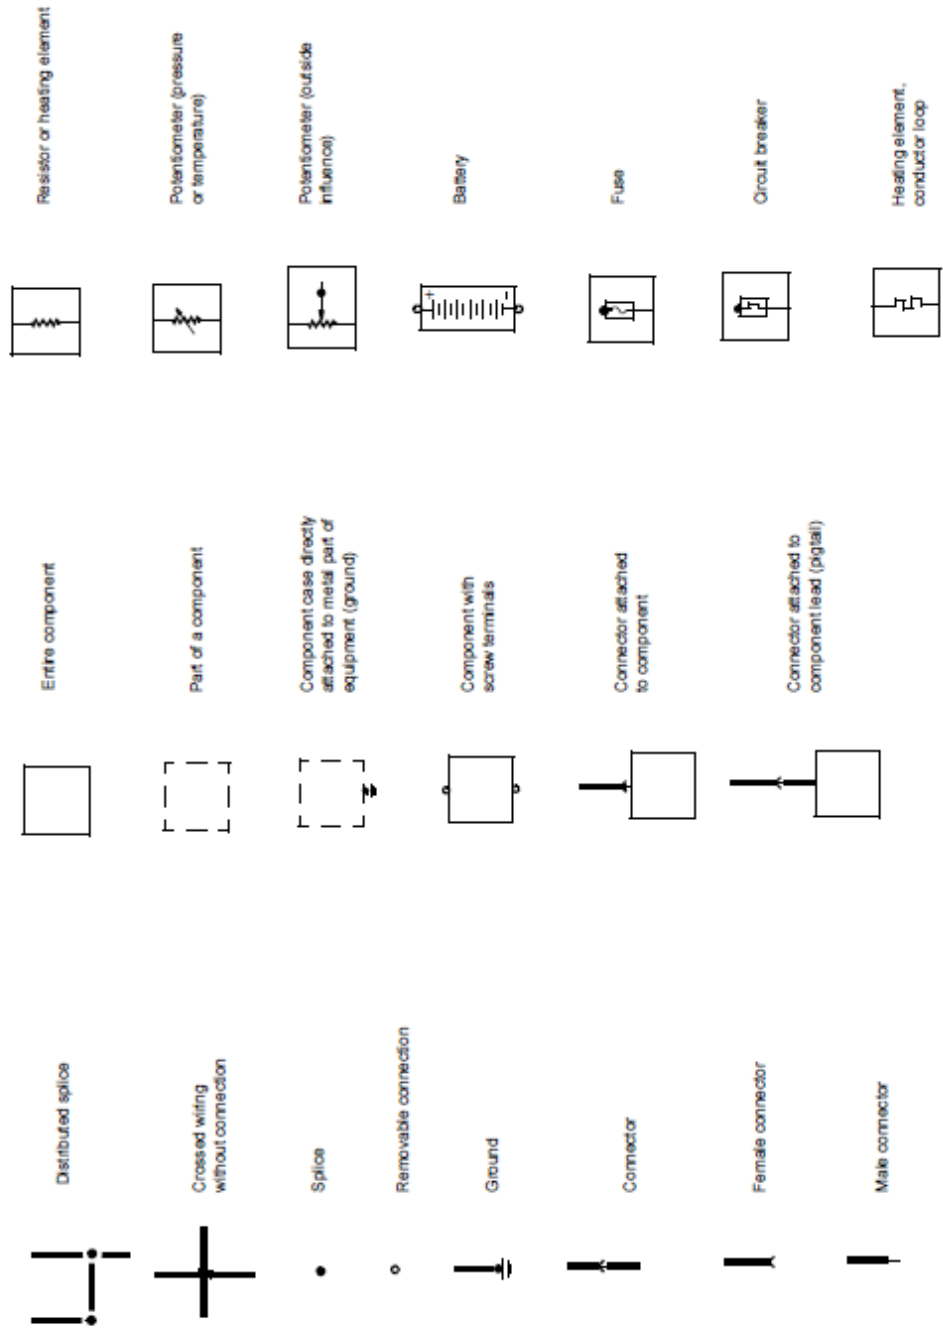 Resistor or heating element
Potentiometer (pressure
or temperature)
Potentiometer (outside
influence)
+
-
Battery
Fuse
Circuit breaker
Heating element,
conductor loop
Entire component
Part of a component
Component case directly
attached to metal part of
equipment (ground)
Component with
screw terminals
Connector attached
to component
Connector attached to
component lead (pigtail)
Distributed splice
Crossed wiring
without connection
Splice
Removable connection
Ground
Connector
Female connector
Male connector